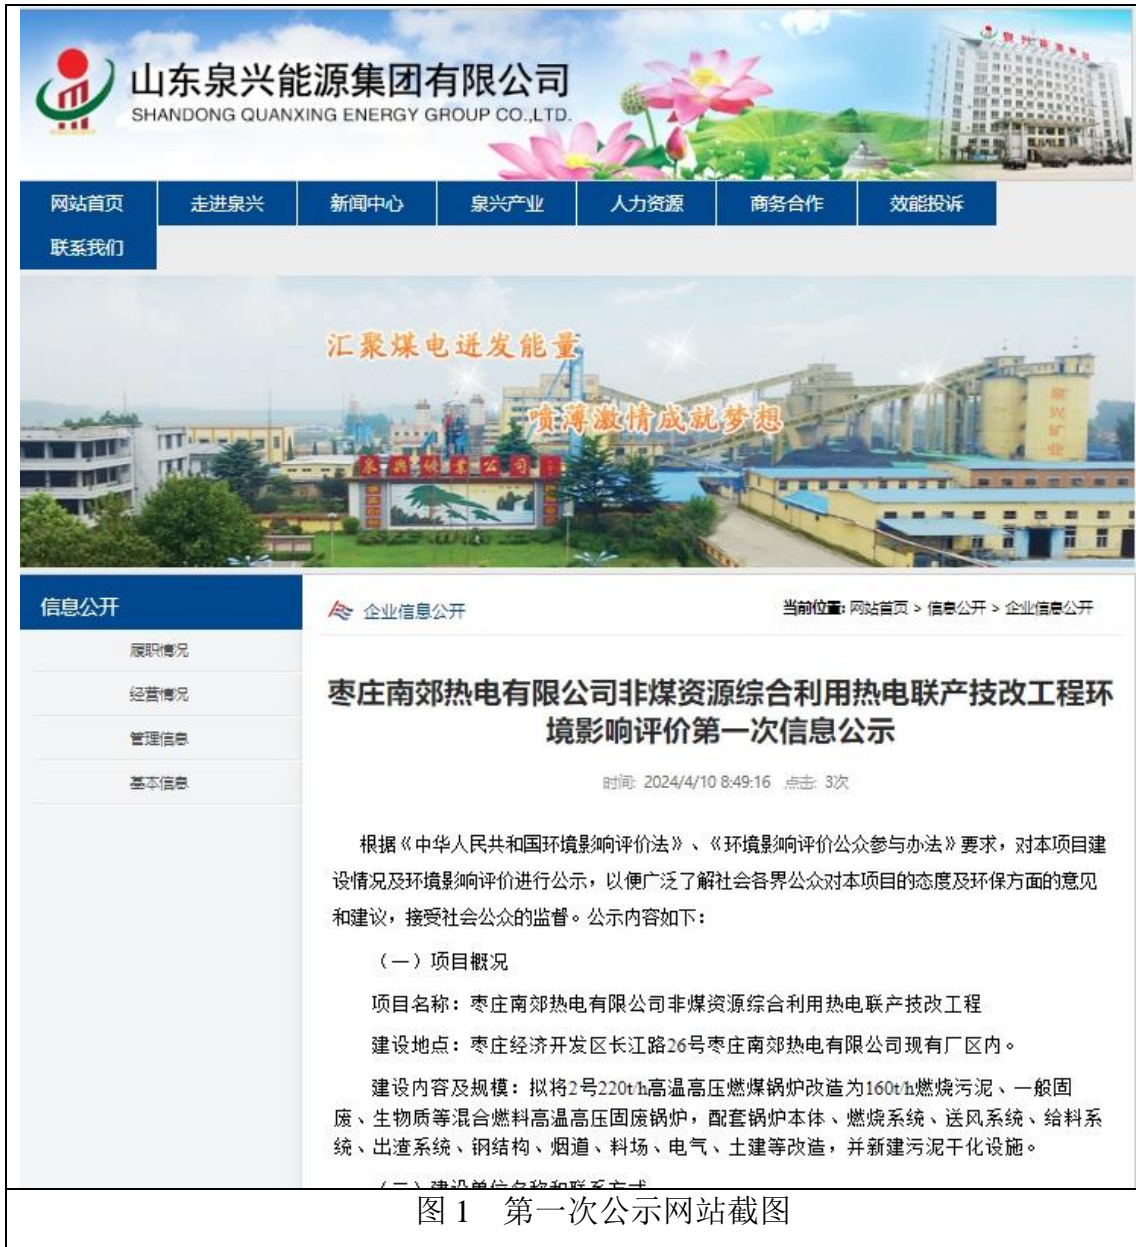 山东泉兴能源集团有限公司
SHANDONG QUANXING ENERGY GROUP CO.,LTD.
泉兴能源集团
网站首页 走进泉兴 新闻中心 泉兴产业 人力资源 商务合作 效能投诉
联系我们
汇聚煤电迸发能量
喷薄激情成就梦想
泉兴矿业
信息公开
企业信息公开
当前位置: 网站首页 > 信息公开 > 企业信息公开
履职情况
经营情况
管理信息
基本信息
枣庄南郊热电有限公司非煤资源综合利用热电联产技改工程环
境影响评价第一次信息公示
时间: 2024/4/10 8:49:16 点击: 3次
根据《中华人民共和国环境影响评价法》、《环境影响评价公众参与办法》要求，对本项目建
设情况及环境影响评价进行公示，以便广泛了解社会各界公众对本项目的态度及环保方面的意见
和建议，接受社会公众的监督。公示内容如下：
（一）项目概况
项目名称：枣庄南郊热电有限公司非煤资源综合利用热电联产技改工程
建设地点：枣庄经济开发区长江路26号枣庄南郊热电有限公司现有厂区内。
建设内容及规模：拟将2号220t/h高温高压燃煤锅炉改造为160t/h燃烧污泥、一般固
废、生物质等混合燃料高温高压固废锅炉，配套锅炉本体、燃烧系统、送风系统、给料系
统、出渣系统、钢结构、烟道、料场、电气、土建等改造，并新建污泥干化设施。
（二）建设单位名称和联系方式
图 1 第一次公示网站截图